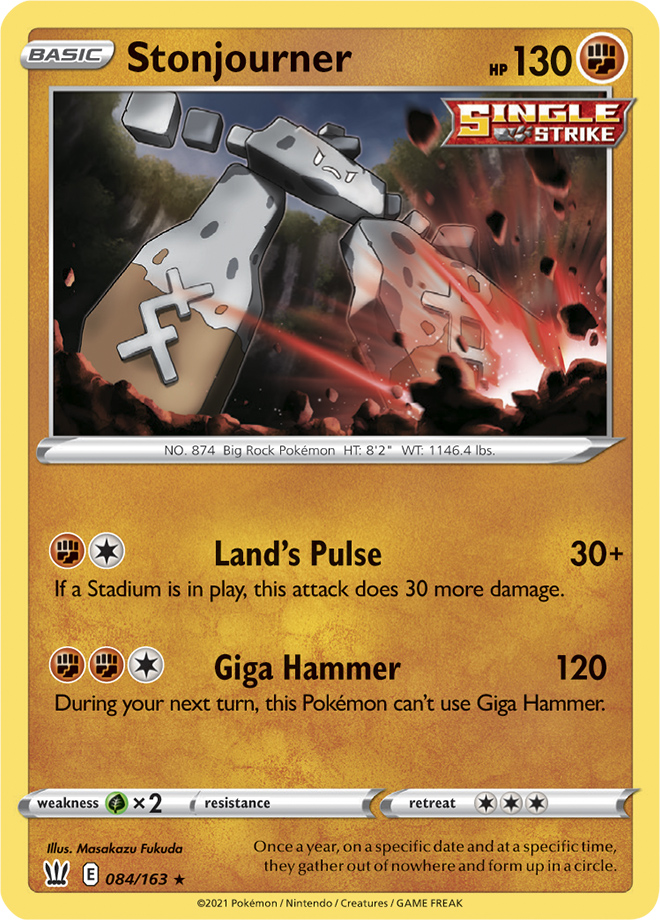 BASIC Stonjourner HP 130
SINGLE
STRIKE
NO. 874 Big Rock Pokémon HT: 8'2" WT: 1146.4 lbs.
Land's Pulse 30+
If a Stadium is in play, this attack does 30 more damage.
Giga Hammer 120
During your next turn, this Pokémon can't use Giga Hammer.
weakness ×2 resistance retreat
Illus. Masakazu Fukuda
Once a year, on a specific date and at a specific time,
they gather out of nowhere and form up in a circle.
E 084/163 ★
©2021 Pokémon / Nintendo / Creatures / GAME FREAK